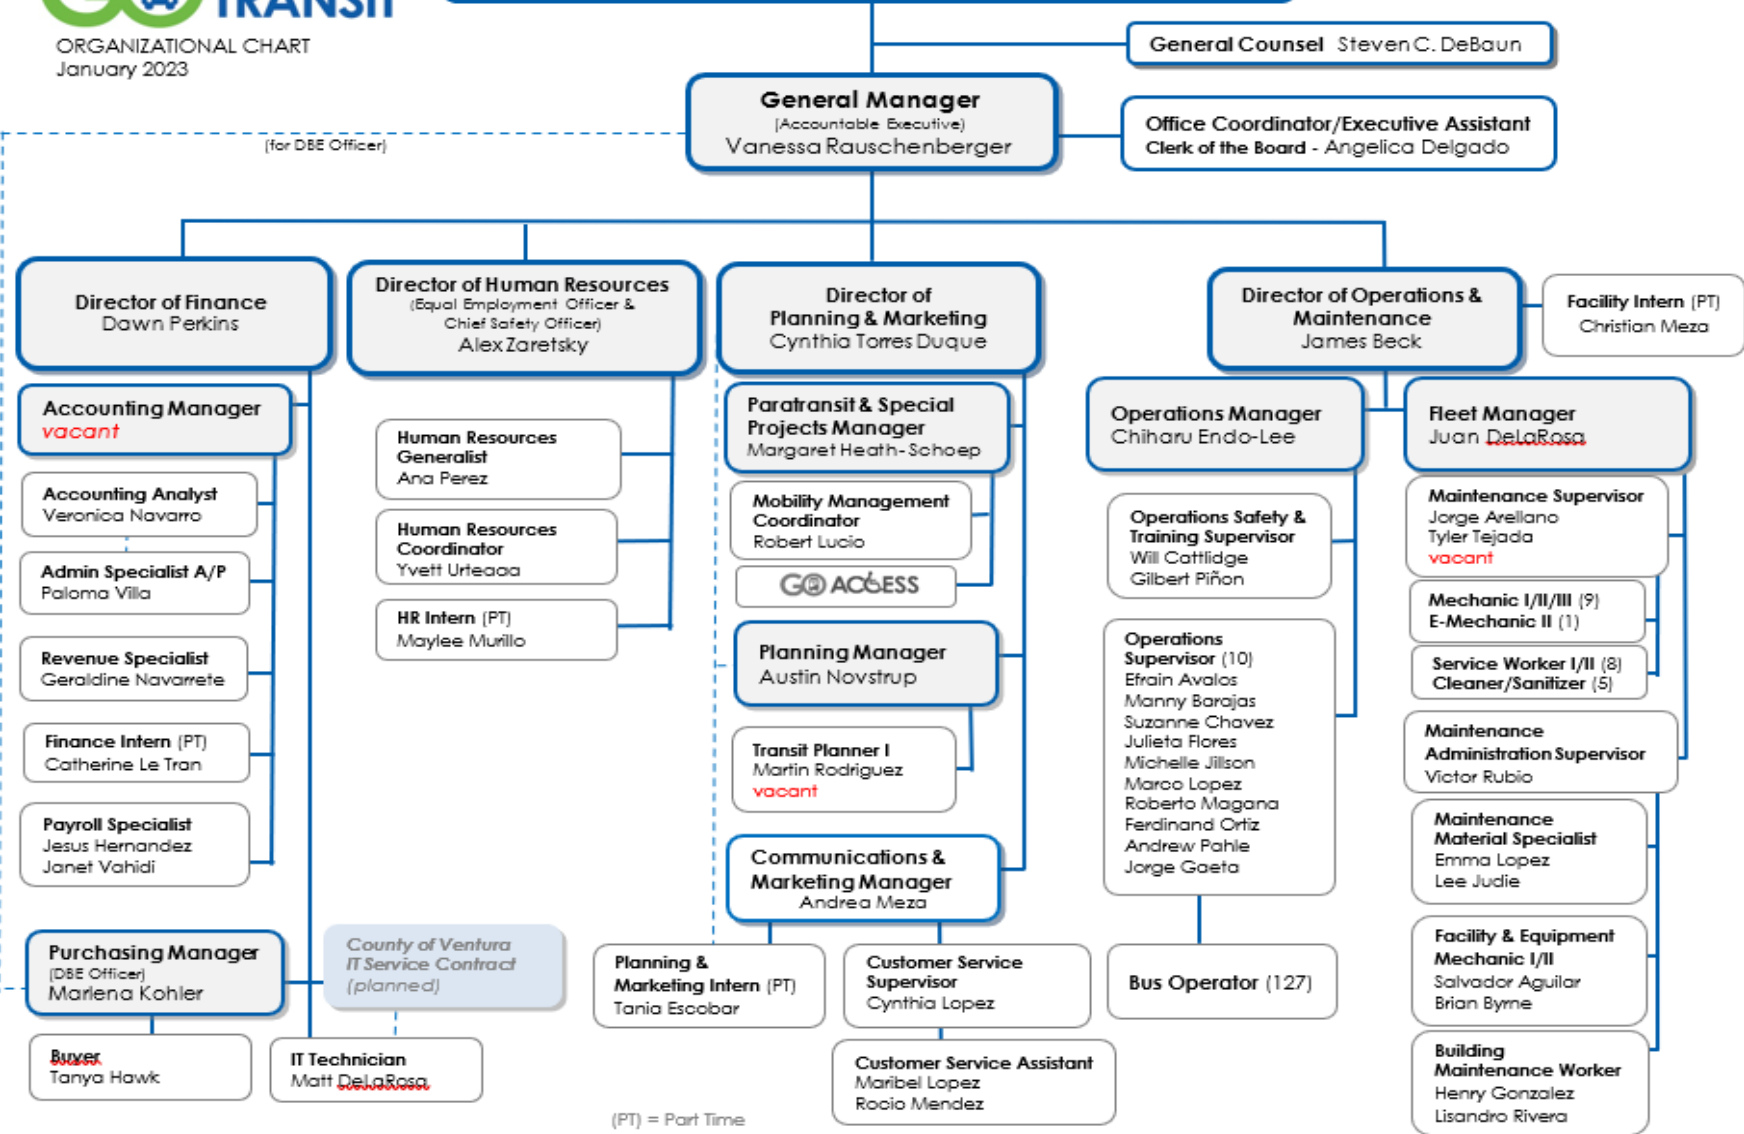 GO TRANSIT
ORGANIZATIONAL CHART
January 2023
General Counsel Steven C. DeBaun
General Manager
(Accountable Executive)
Vanessa Rauschenberger
Office Coordinator/Executive Assistant
Clerk of the Board - Angelica Delgado
(for DBE Officer)
Director of Finance
Dawn Perkins
Director of Human Resources
(Equal Employment Officer &
Chief Safety Officer)
Alex Zaretsky
Director of
Planning & Marketing
Cynthia Torres Duque
Director of Operations &
Maintenance
James Beck
Facility Intern (PT)
Christian Meza
Accounting Manager
vacant
Accounting Analyst
Veronica Navarro
Admin Specialist A/P
Paloma Villa
Revenue Specialist
Geraldine Navarrete
Finance Intern (PT)
Catherine Le Tran
Payroll Specialist
Jesus Hernandez
Janet Vahidi
Purchasing Manager
(DBE Officer)
Marlena Kohler
Buyer
Tanya Hawk
County of Ventura
IT Service Contract
(planned)
IT Technician
Matt DeLaRosa
Human Resources
Generalist
Ana Perez
Human Resources
Coordinator
Yvett Urteaga
HR Intern (PT)
Maylee Murillo
Paratransit & Special
Projects Manager
Margaret Heath-Schoep
Mobility Management
Coordinator
Robert Lucio
GO ACCESS
Planning Manager
Austin Novstrup
Transit Planner I
Martin Rodriguez
vacant
Communications &
Marketing Manager
Andrea Meza
Planning &
Marketing Intern (PT)
Tania Escobar
Customer Service
Supervisor
Cynthia Lopez
Customer Service Assistant
Maribel Lopez
Rocio Mendez
Operations Manager
Chiharu Endo-Lee
Operations Safety &
Training Supervisor
Will Cattlidge
Gilbert Piñon
Operations
Supervisor (10)
Efrain Avalos
Manny Barajas
Suzanne Chavez
Julieta Flores
Michelle Jillson
Marco Lopez
Roberto Magana
Ferdinand Ortiz
Andrew Pahle
Jorge Gaeta
Bus Operator (127)
Fleet Manager
Juan DeLaRosa
Maintenance Supervisor
Jorge Arellano
Tyler Tejada
vacant
Mechanic I/II/III (9)
E-Mechanic II (1)
Service Worker I/II (8)
Cleaner/Sanitizer (5)
Maintenance
Administration Supervisor
Victor Rubio
Maintenance
Material Specialist
Emma Lopez
Lee Judie
Facility & Equipment
Mechanic I/II
Salvador Aguilar
Brian Byrne
Building
Maintenance Worker
Henry Gonzalez
Lisandro Rivera
(PT) = Part Time